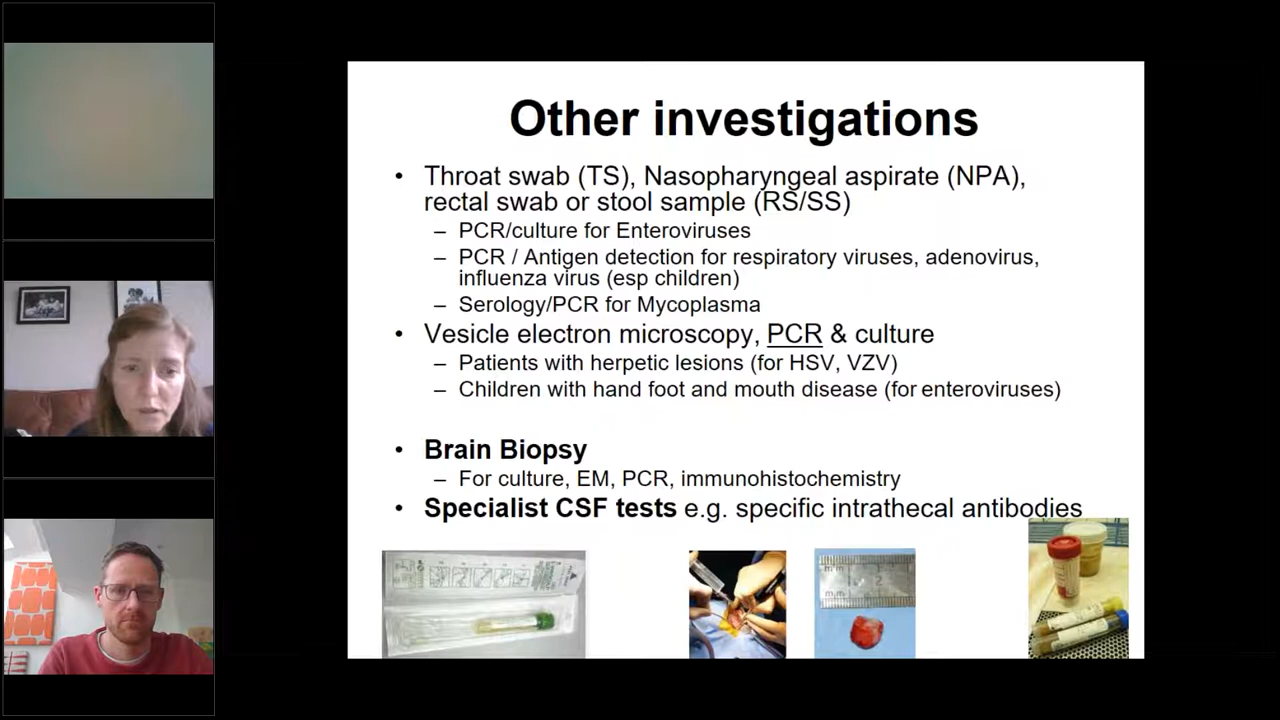 Other investigations
• Throat swab (TS), Nasopharyngeal aspirate (NPA),
rectal swab or stool sample (RS/SS)
– PCR/culture for Enteroviruses
– PCR / Antigen detection for respiratory viruses, adenovirus,
influenza virus (esp children)
– Serology/PCR for Mycoplasma
• Vesicle electron microscopy, PCR & culture
– Patients with herpetic lesions (for HSV, VZV)
– Children with hand foot and mouth disease (for enteroviruses)
• Brain Biopsy
– For culture, EM, PCR, immunohistochemistry
• Specialist CSF tests e.g. specific intrathecal antibodies